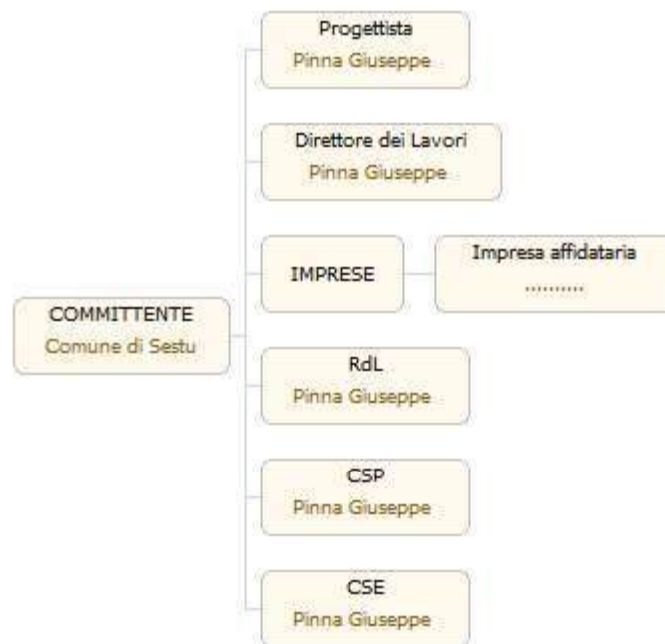 Progettista
Pinna Giuseppe
Direttore dei Lavori
Pinna Giuseppe
IMPRESE
Impresa affidataria
..........
COMMITTENTE
Comune di Sestu
RdL
Pinna Giuseppe
CSP
Pinna Giuseppe
CSE
Pinna Giuseppe